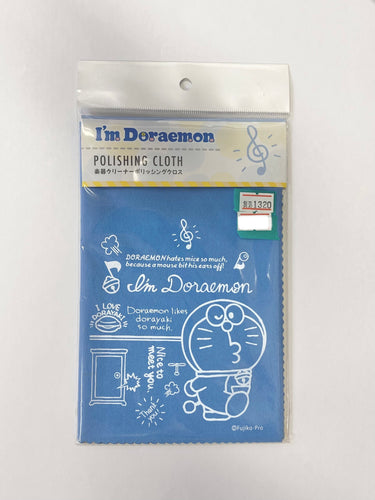 I'm Doraemon
POLISHING CLOTH
楽器クリーナーポリッシングクロス
1320
DORAEMON hates mice so much,
because a mouse bit his ears off!
I'm Doraemon
I LOVE
DORAYAKI
Doraemon likes
dorayaki
so much.
Nice to
meet you.
Thank
you!
©Fujiko-Pro